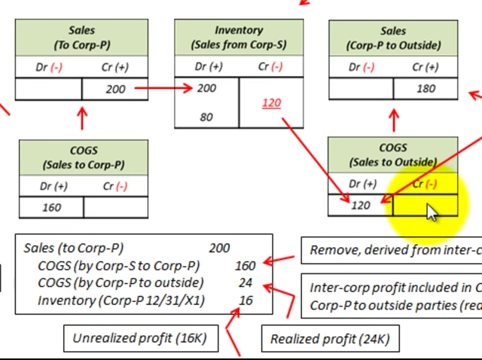 Sales
(To Corp-P)
Dr (-) Cr (+)
200
Inventory
(Sales from Corp-S)
Dr (+) Cr (-)
200
120
80
Sales
(Corp-P to Outside)
Dr (-) Cr (+)
180
COGS
(Sales to Corp-P)
Dr (+) Cr (-)
160
COGS
(Sales to Outside)
Dr (+) Cr (-)
120
Sales (to Corp-P) 200
COGS (by Corp-S to Corp-P) 160
COGS (by Corp-P to outside) 24
Inventory (Corp-P 12/31/X1) 16
Remove, derived from inter-c
Inter-corp profit included in C
Corp-P to outside parties (rea
Unrealized profit (16K)
Realized profit (24K)